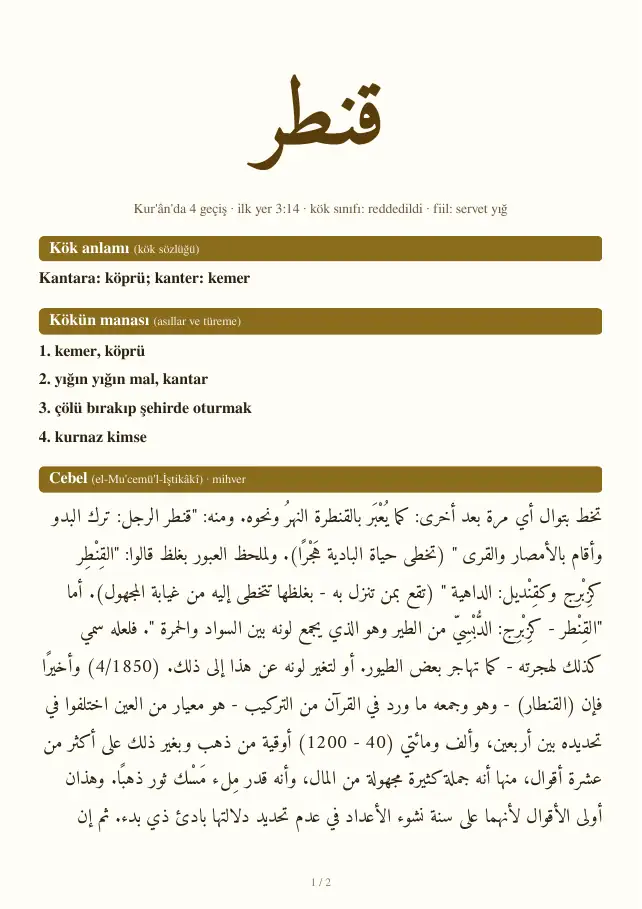 قنطر
Kur'ân'da 4 geçiş · ilk yer 3:14 · kök sınıfı: reddedildi · fiil: servet yığ
Kök anlamı (kök sözlüğü)
Kantara: köprü; kanter: kemer
Kökün manası (asıllar ve türeme)
1. kemer, köprü
2. yığın yığın mal, kantar
3. çölü bırakıp şehirde oturmak
4. kurnaz kimse
Cebel (el-Mu'cemü'l-İştikâkî) · mihver
تخط بتوال أي مرة بعد أخرى: كما يُعْبَر بالقنطرة النهرُ ونحوه. ومنه: "قنطر الرجل: ترك البدو
وأقام بالأمصار والقرى " (تخطى حياة البادية هَجْرًا). ولملحظ العبور بغلظ قالوا: "القِنْطِر
كزِبْرِج وكقِنْديل: الداهية " (تقع بمن تنزل به - بغلظها تتخطى إليه من غيابة المجهول). أما
"القِنْطر - كزِبْرِج: الدُّبْسِيّ من الطير وهو الذي يجمع لونه بين السواد والحمرة ". فلعله سمي
كذلك لهجرته - كما تهاجر بعض الطيور. أو لتغير لونه عن هذا إلى ذلك. (4/1850) وأخيرًا
فإن (القنطار) - وهو وجمعه ما ورد في القرآن من التركيب - هو معيار من العين اختلفوا في
تحديده بين أربعين، وألف ومائتي (40 - 1200) أوقية من ذهب وبغير ذلك على أكثر من
عشرة أقوال، منها أنه جملة كثيرة مجهولة من المال، وأنه قدر مِلء مَسْك ثور ذهبًا. وهذان
أولى الأقوال لأنهما على سنة نشوء الأعداد في عدم تحديد دلالتها بادئ ذي بدء. ثم إن
1 / 2